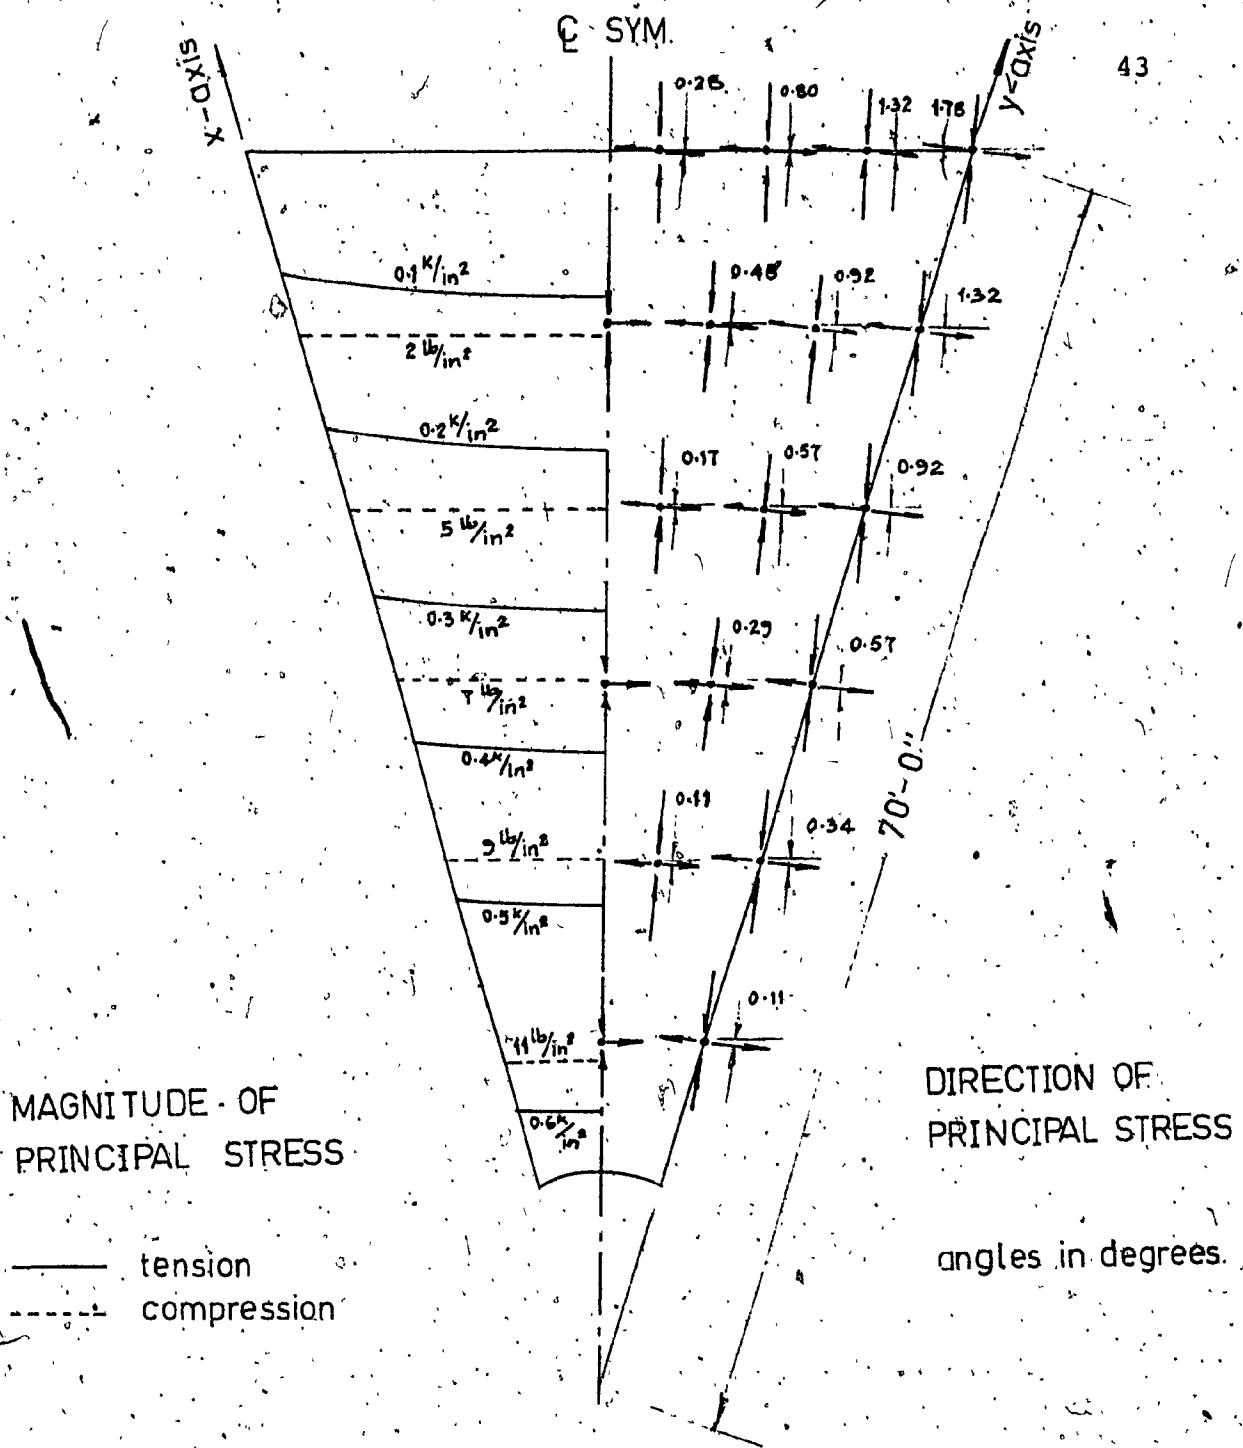 ℄ SYM.
43
x-axis
y-axis
0.28
0.80
1.32
1.78
0.1 K/in²
0.48
0.92
1.32
2 lb/in²
0.2 K/in²
0.17
0.57
0.92
5 lb/in²
0.3 K/in²
0.29
0.57
7 lb/in²
0.4 K/in²
70'-0"
0.11
0.34
9 lb/in²
0.5 K/in²
0.11
11 lb/in²
0.6 K/in²
MAGNITUDE OF
PRINCIPAL STRESS
DIRECTION OF
PRINCIPAL STRESS
tension
compression
angles in degrees.